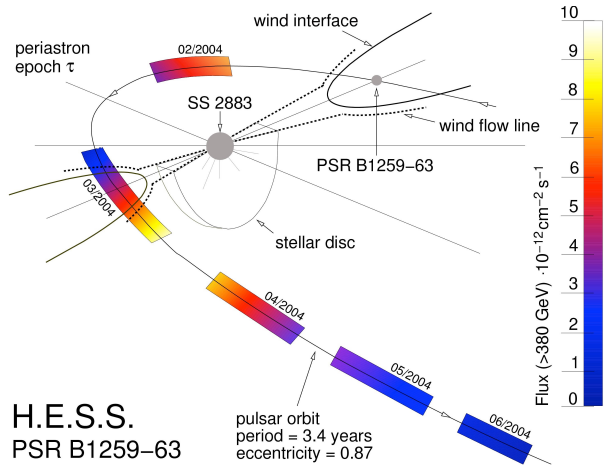 wind interface
02/2004
periastron
epoch τ
SS 2883
wind flow line
PSR B1259−63
03/2004
stellar disc
04/2004
05/2004
06/2004
pulsar orbit
period = 3.4 years
eccentricity = 0.87
H.E.S.S.
PSR B1259−63
10
9
8
7
6
5
4
3
2
1
0
Flux (>380 GeV) ·10⁻¹²cm⁻² s⁻¹